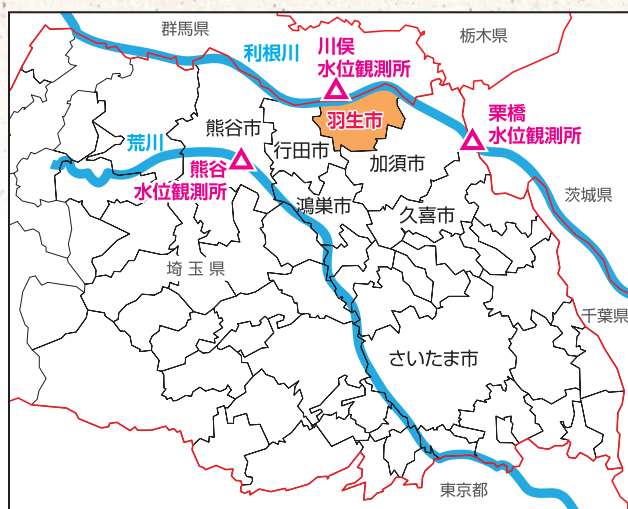 群馬県
栃木県
利根川
川俣
水位観測所
栗橋
水位観測所
羽生市
熊谷市
荒川
行田市
加須市
熊谷
水位観測所
鴻巣市
久喜市
茨城県
埼玉県
千葉県
さいたま市
東京都